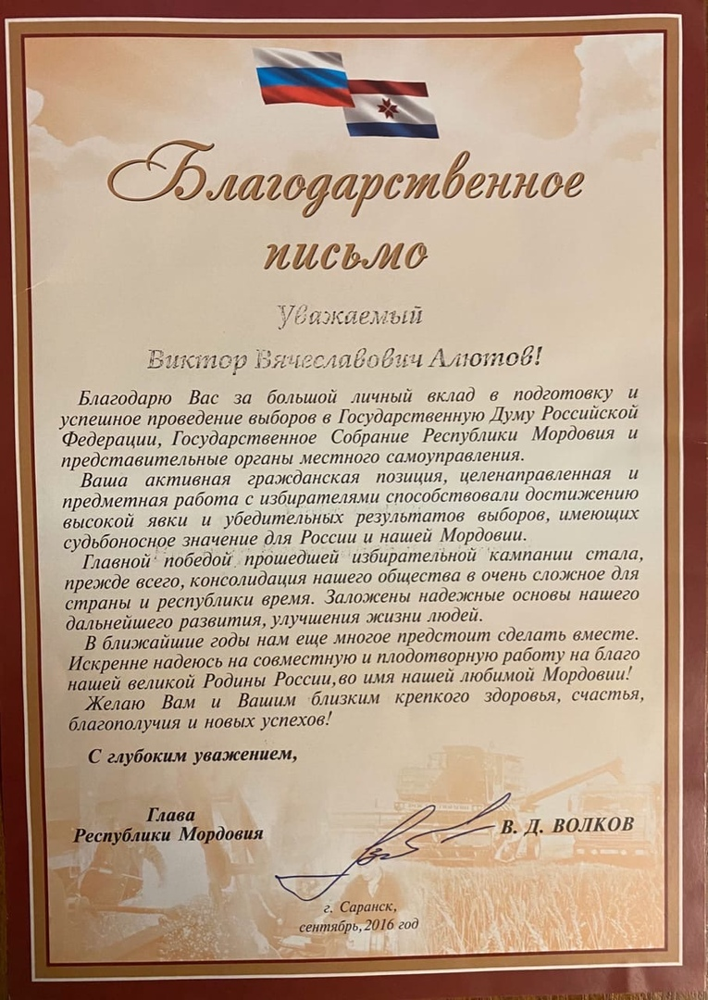 Благодарственное
письмо
Уважаемый
Виктор Вячеславович Алютов!
Благодарю Вас за большой личный вклад в подготовку и
успешное проведение выборов в Государственную Думу Российской
Федерации, Государственное Собрание Республики Мордовия и
представительные органы местного самоуправления.
Ваша активная гражданская позиция, целенаправленная и
предметная работа с избирателями способствовали достижению
высокой явки и убедительных результатов выборов, имеющих
судьбоносное значение для России и нашей Мордовии.
Главной победой прошедшей избирательной кампании стала,
прежде всего, консолидация нашего общества в очень сложное для
страны и республики время. Заложены надежные основы нашего
дальнейшего развития, улучшения жизни людей.
В ближайшие годы нам еще многое предстоит сделать вместе.
Искренне надеюсь на совместную и плодотворную работу на благо
нашей великой Родины России,во имя нашей любимой Мордовии!
Желаю Вам и Вашим близким крепкого здоровья, счастья,
благополучия и новых успехов!
С глубоким уважением,
Глава
Республики Мордовия
В. Д. ВОЛКОВ
г. Саранск,
сентябрь,2016 год